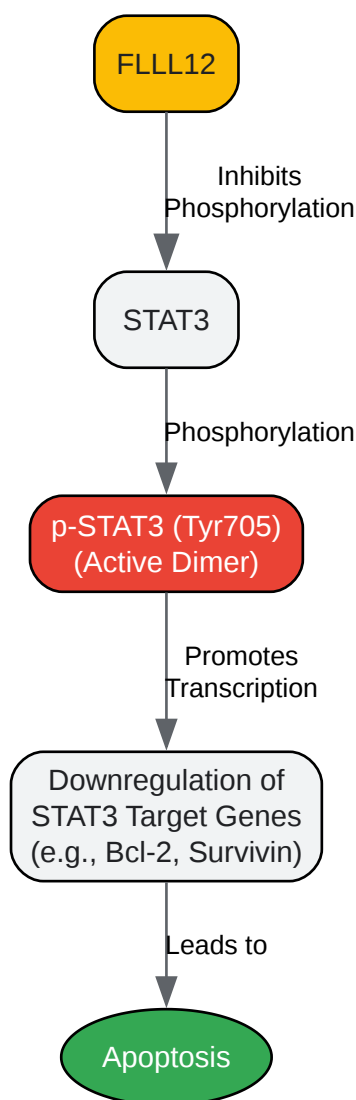 FLLL12
Inhibits
Phosphorylation
STAT3
Phosphorylation
p-STAT3 (Tyr705)
(Active Dimer)
Promotes
Transcription
Downregulation of
STAT3 Target Genes
(e.g., Bcl-2, Survivin)
Leads to
Apoptosis